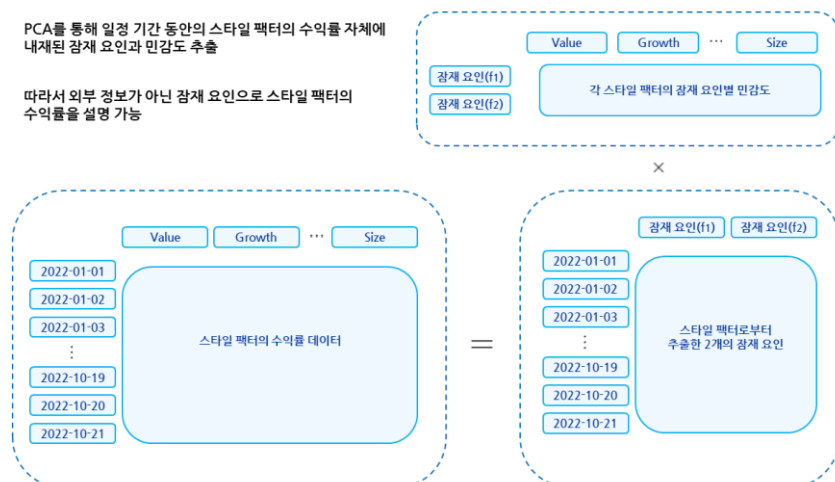 PCA를 통해 일정 기간 동안의 스타일 팩터의 수익률 자체에
내재된 잠재 요인과 민감도 추출
따라서 외부 정보가 아닌 잠재 요인으로 스타일 팩터의
수익률을 설명 가능
Value Growth ⋯ Size
잠재 요인(f1)
잠재 요인(f2)
각 스타일 팩터의 잠재 요인별 민감도
×
Value Growth ⋯ Size
2022-01-01
2022-01-02
2022-01-03
⋮
2022-10-19
2022-10-20
2022-10-21
스타일 팩터의 수익률 데이터
=
잠재 요인(f1) 잠재 요인(f2)
2022-01-01
2022-01-02
2022-01-03
⋮
2022-10-19
2022-10-20
2022-10-21
스타일 팩터로부터
추출한 2개의 잠재 요인